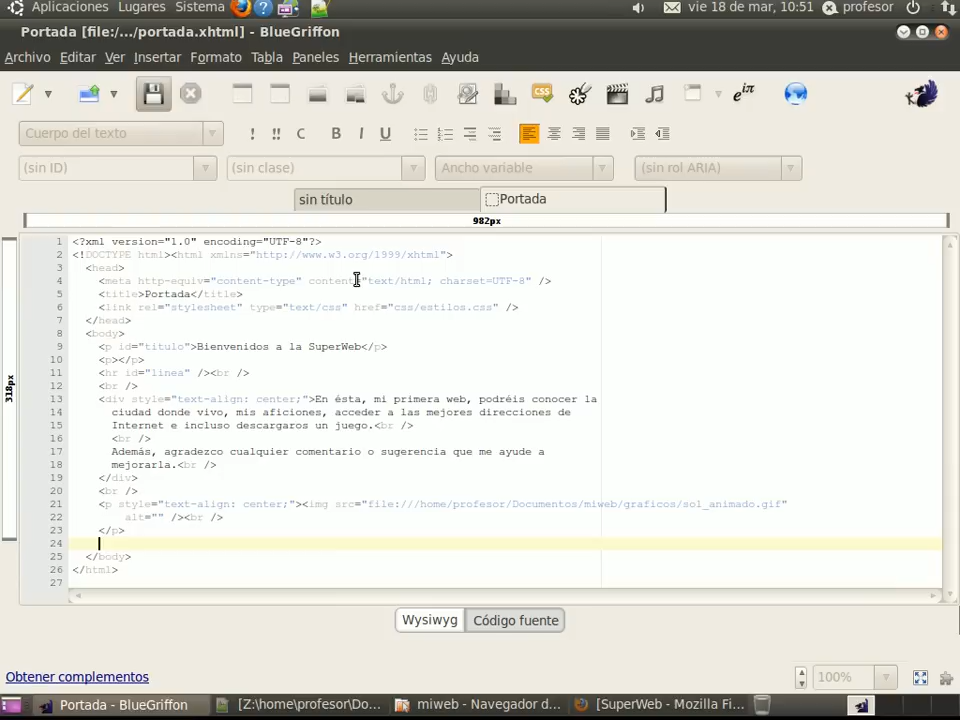 Aplicaciones Lugares Sistema vie 18 de mar, 10:51 profesor
Portada [file:/.../portada.xhtml] - BlueGriffon
Archivo Editar Ver Insertar Formato Tabla Paneles Herramientas Ayuda
CSS
Cuerpo del texto ! !! C B I U
(sin ID) (sin clase) Ancho variable (sin rol ARIA)
sin título Portada
982px
318px
1 <?xml version="1.0" encoding="UTF-8"?>
2 <!DOCTYPE html><html xmlns="http://www.w3.org/1999/xhtml">
3 <head>
4 <meta http-equiv="content-type" content="text/html; charset=UTF-8" />
5 <title>Portada</title>
6 <link rel="stylesheet" type="text/css" href="css/estilos.css" />
7 </head>
8 <body>
9 <p id="titulo">Bienvenidos a la SuperWeb</p>
10 <p></p>
11 <hr id="linea" /><br />
12 <br />
13 <div style="text-align: center;">En ésta, mi primera web, podréis conocer la
14 ciudad donde vivo, mis aficiones, acceder a las mejores direcciones de
15 Internet e incluso descargaros un juego.<br />
16 <br />
17 Además, agradezco cualquier comentario o sugerencia que me ayude a
18 mejorarla.<br />
19 </div>
20 <br />
21 <p style="text-align: center;"><img src="file:///home/profesor/Documentos/miweb/graficos/sol_animado.gif"
22 alt="" /><br />
23 </p>
24
25 </body>
26 </html>
27
Wysiwyg Código fuente
Obtener complementos 100%
Portada - BlueGriffon [Z:\home\profesor\Do... miweb - Navegador d... [SuperWeb - Mozilla Fi...